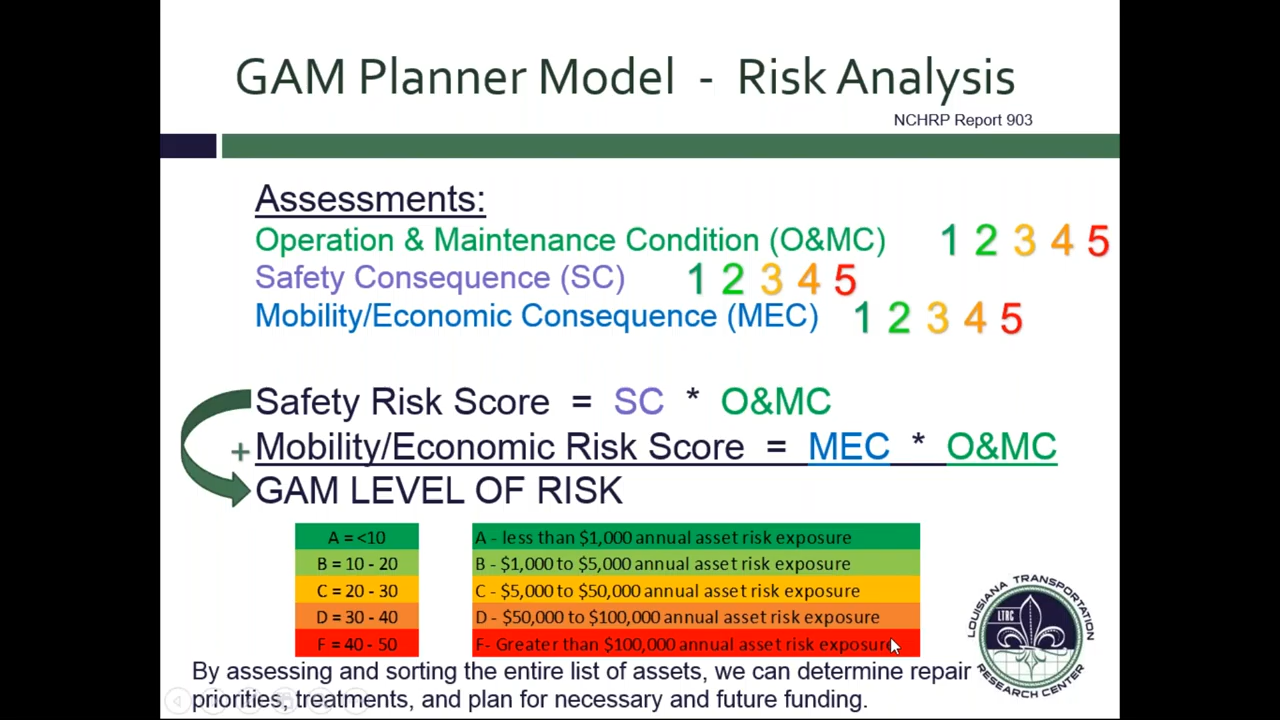 GAM Planner Model - Risk Analysis
NCHRP Report 903
Assessments:
Operation & Maintenance Condition (O&MC) 1 2 3 4 5
Safety Consequence (SC) 1 2 3 4 5
Mobility/Economic Consequence (MEC) 1 2 3 4 5
Safety Risk Score = SC * O&MC
+ Mobility/Economic Risk Score = MEC * O&MC
GAM LEVEL OF RISK
A = <10
B = 10 - 20
C = 20 - 30
D = 30 - 40
F = 40 - 50
A - less than $1,000 annual asset risk exposure
B - $1,000 to $5,000 annual asset risk exposure
C - $5,000 to $50,000 annual asset risk exposure
D - $50,000 to $100,000 annual asset risk exposure
F- Greater than $100,000 annual asset risk exposure
LOUISIANA TRANSPORTATION
LTRC
RESEARCH CENTER
By assessing and sorting the entire list of assets, we can determine repair
priorities, treatments, and plan for necessary and future funding.